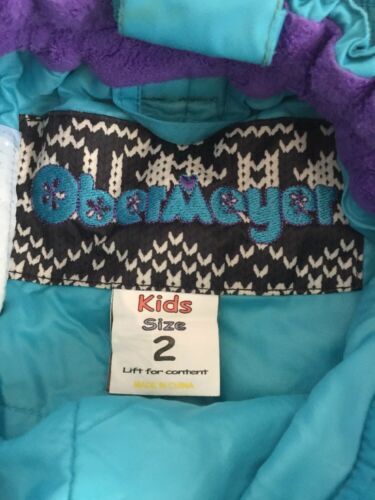 ObeRMeyeR
Kids
Size
2
Lift for content
MADE IN CHINA